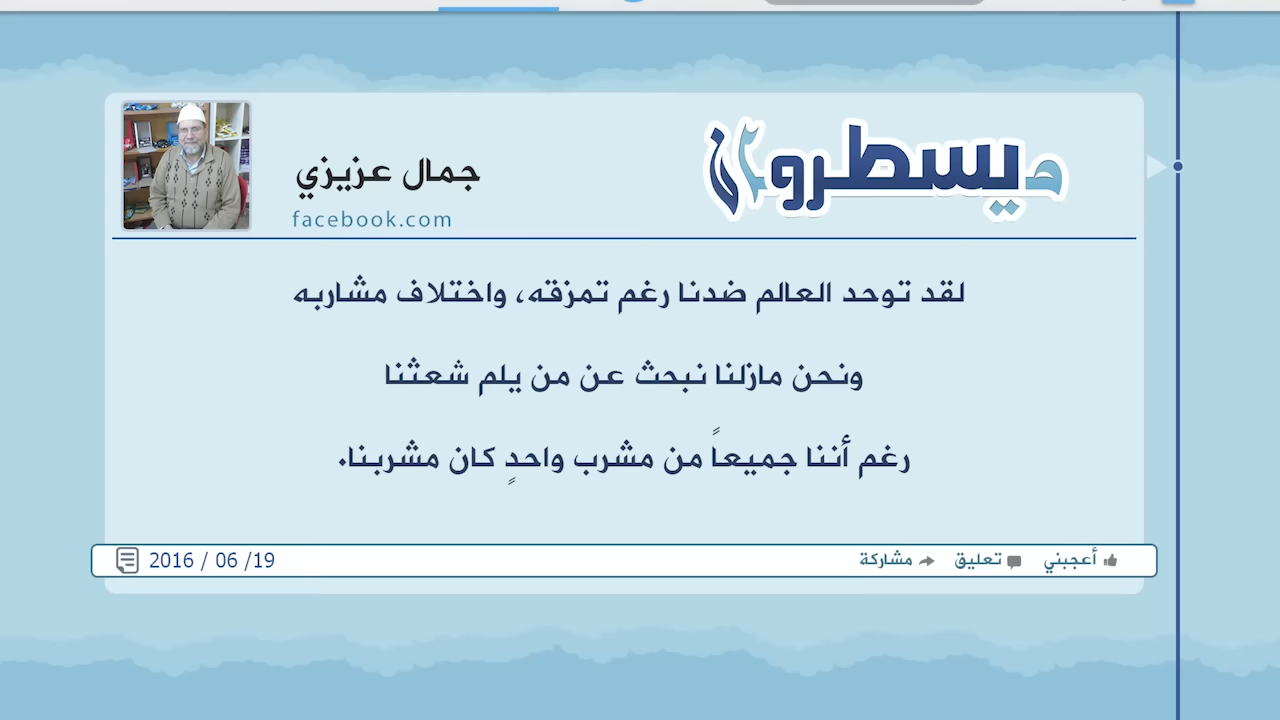 يسطرون
جمال عزيزي
facebook.com
لقد توحد العالم ضدنا رغم تمزقه، واختلاف مشاربه
ونحن مازلنا نبحث عن من يلم شعثنا
رغم أننا جميعاً من مشرب واحدٍ كان مشربنا.
أعجبني تعليق مشاركة
2016 / 06 /19